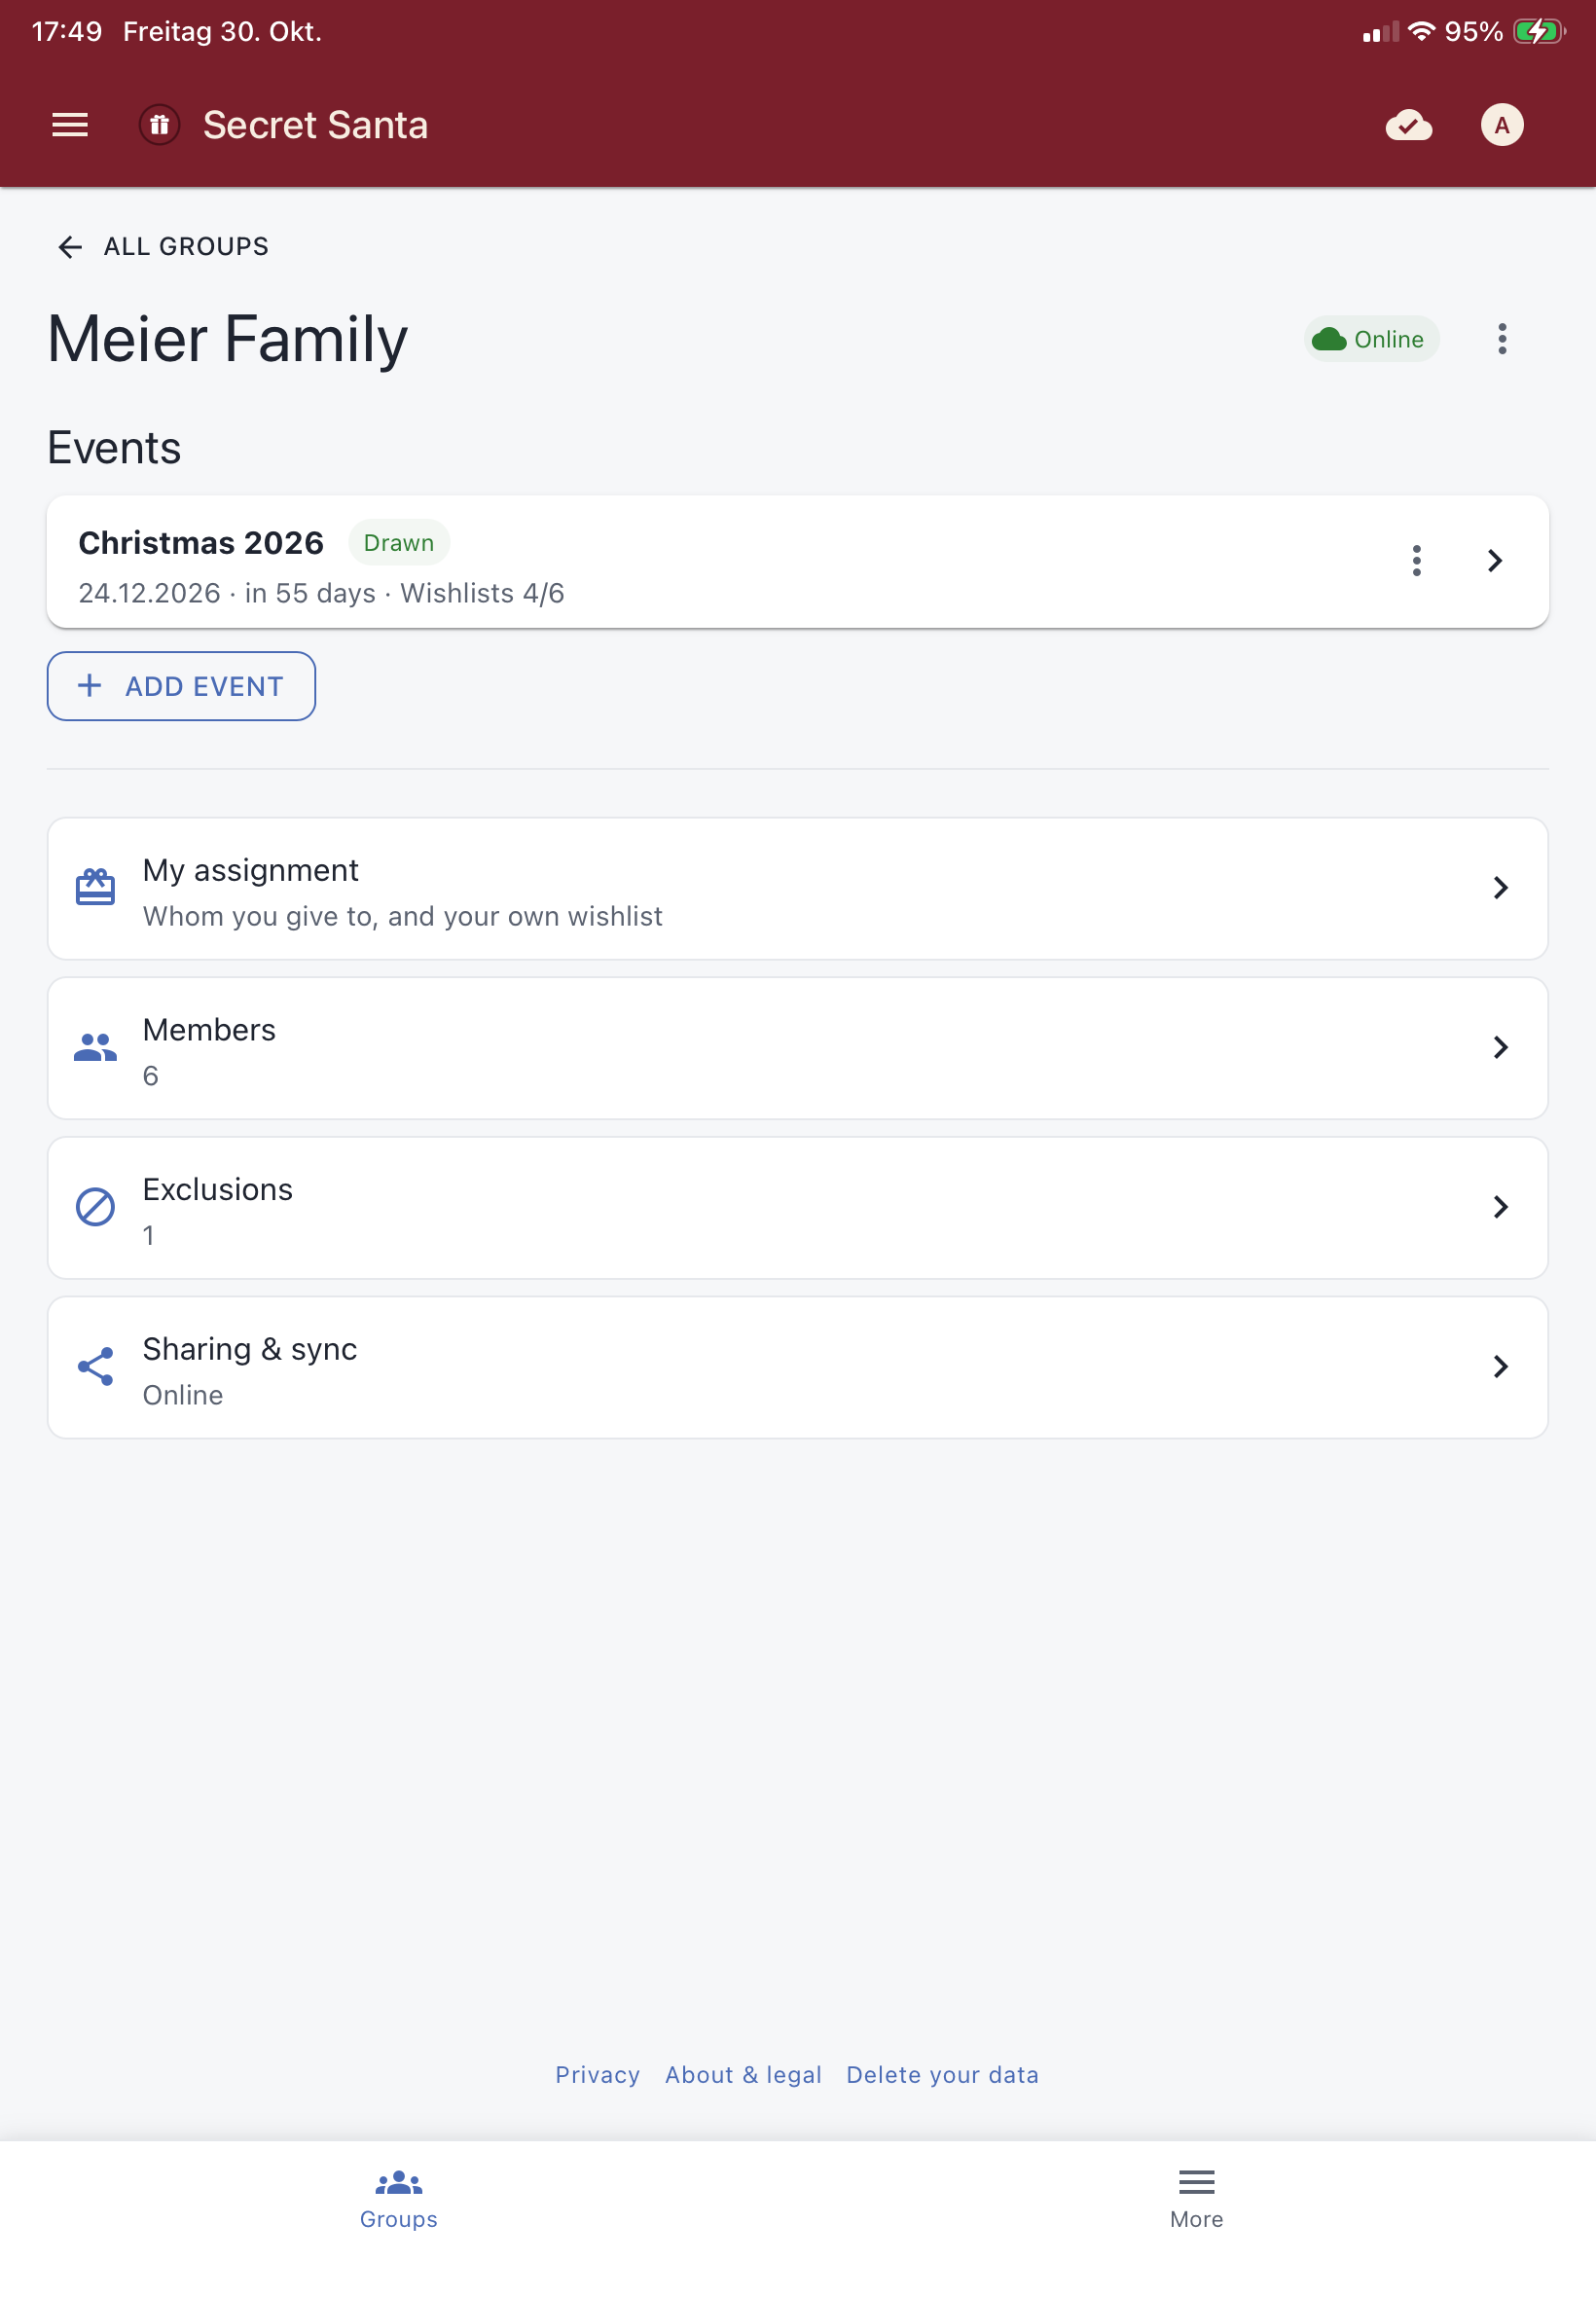 17:49 Freitag 30. Okt.
95%
Secret Santa
A
ALL GROUPS
Meier Family
Online
Events
Christmas 2026 Drawn
24.12.2026 · in 55 days · Wishlists 4/6
ADD EVENT
My assignment
Whom you give to, and your own wishlist
Members
6
Exclusions
1
Sharing & sync
Online
Privacy About & legal Delete your data
Groups More